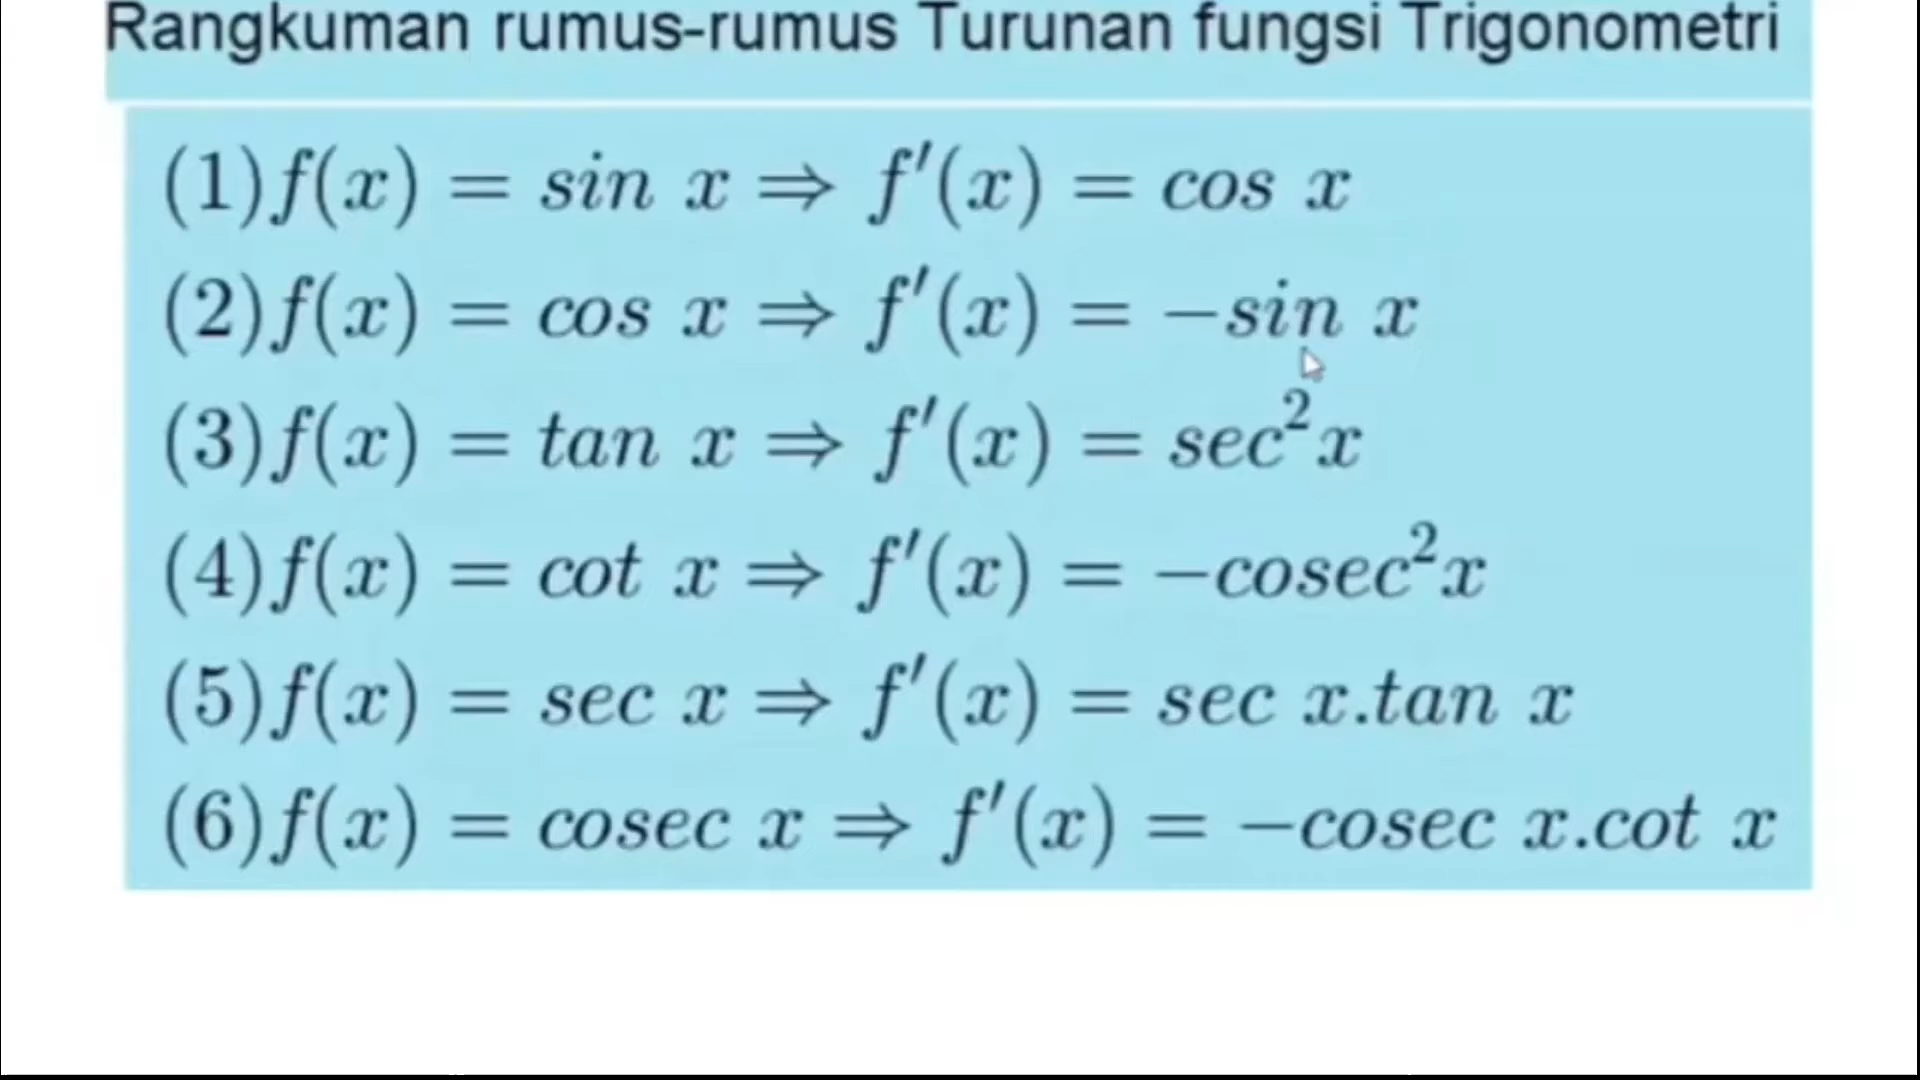 Rangkuman rumus-rumus Turunan fungsi Trigonometri
(1)f(x) = sin x ⇒ f′(x) = cos x
(2)f(x) = cos x ⇒ f′(x) = −sin x
(3)f(x) = tan x ⇒ f′(x) = sec²x
(4)f(x) = cot x ⇒ f′(x) = −cosec²x
(5)f(x) = sec x ⇒ f′(x) = sec x.tan x
(6)f(x) = cosec x ⇒ f′(x) = −cosec x.cot x